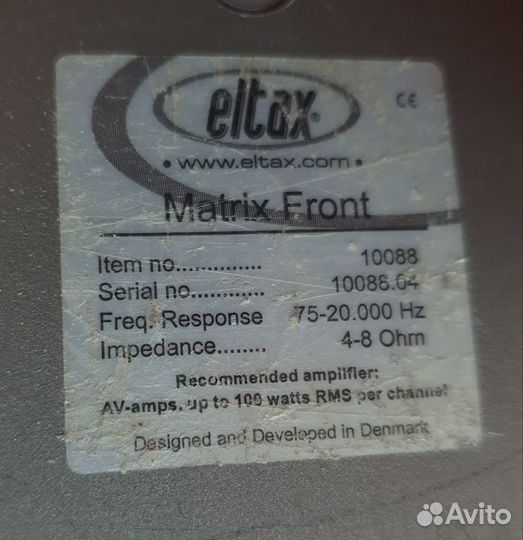 eltax®
CE
• www.eltax.com •
Matrix Front
Item no.............. 10088
Serial no............ 10088.04
Freq. Response 75-20.000 Hz
Impedance........ 4-8 Ohm
Recommended amplifier:
AV-amps. up to 100 watts RMS per channel
Designed and Developed in Denmark
Avito